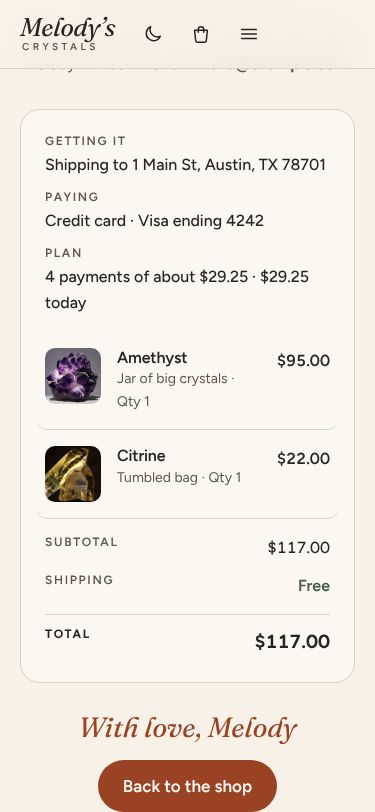 Melody's
CRYSTALS
GETTING IT
Shipping to 1 Main St, Austin, TX 78701
PAYING
Credit card · Visa ending 4242
PLAN
4 payments of about $29.25 · $29.25
today
Amethyst $95.00
Jar of big crystals ·
Qty 1
Citrine $22.00
Tumbled bag · Qty 1
SUBTOTAL $117.00
SHIPPING Free
TOTAL $117.00
With love, Melody
Back to the shop